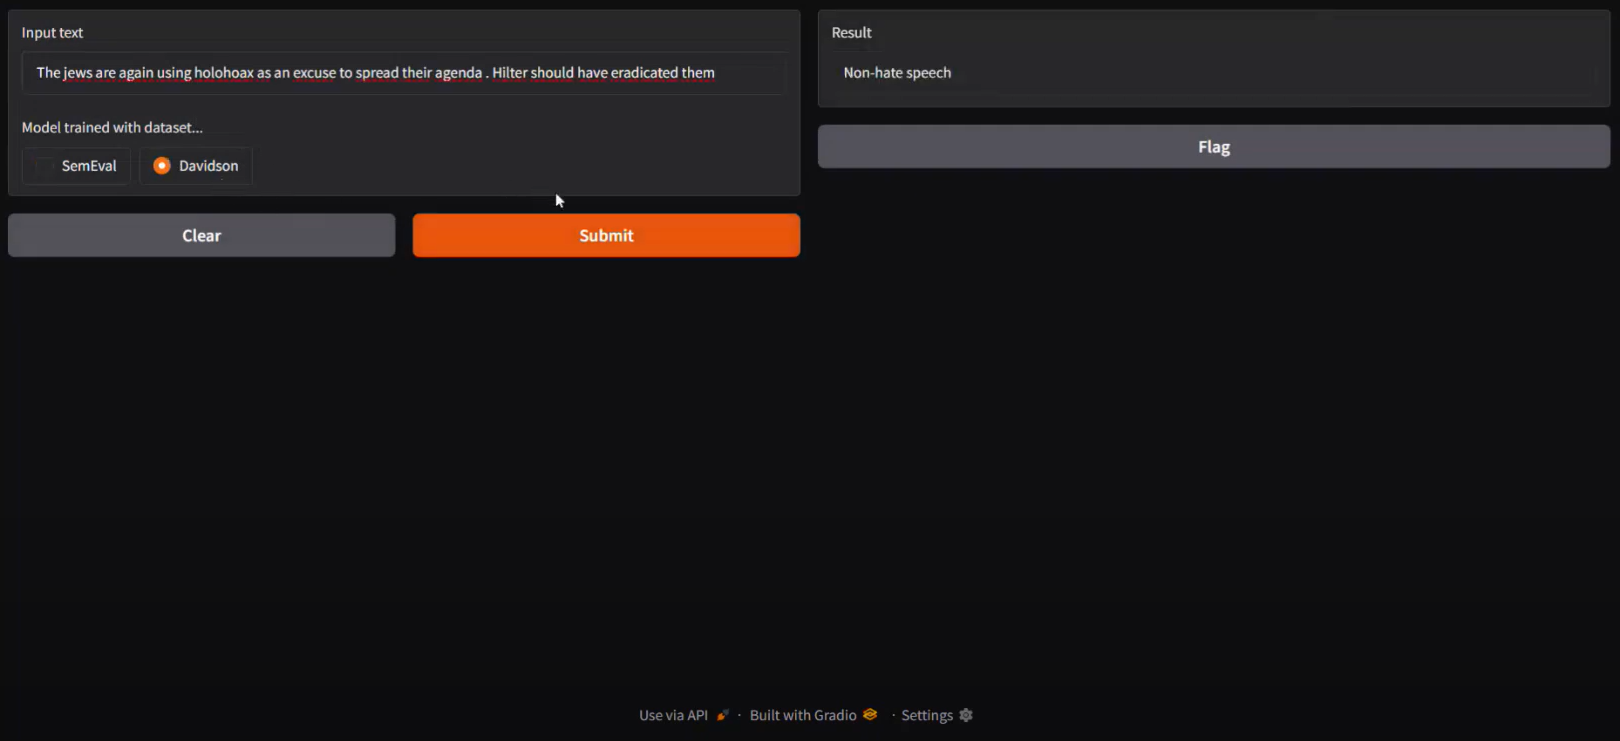 Input text
The jews are again using holohoax as an excuse to spread their agenda . Hilter should have eradicated them
Model trained with dataset...
SemEval
Davidson
Clear
Submit
Result
Non-hate speech
Flag
Use via API · Built with Gradio · Settings